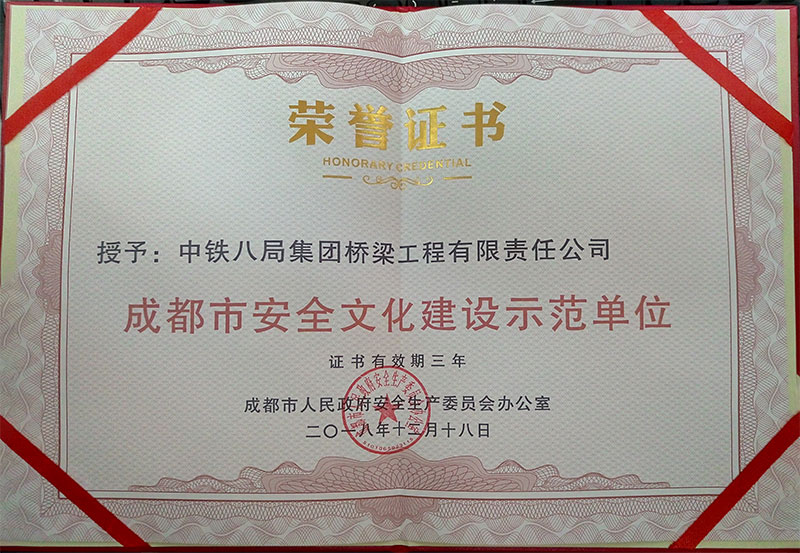 荣誉证书
HONORARY CREDENTIAL
授予：中铁八局集团桥梁工程有限责任公司
成都市安全文化建设示范单位
证书有效期三年
成都市人民政府安全生产委员会办公室
二〇一八年十二月十八日